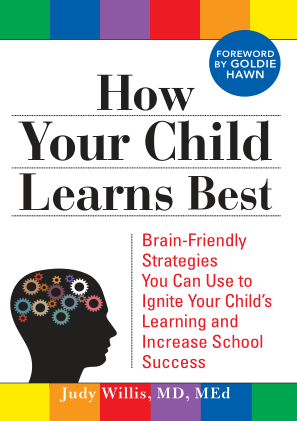 FOREWORD
BY GOLDIE
HAWN
How
Your Child
Learns Best
Brain-Friendly
Strategies
You Can Use to
Ignite Your Child's
Learning and
Increase School
Success
Judy Willis, MD, MEd